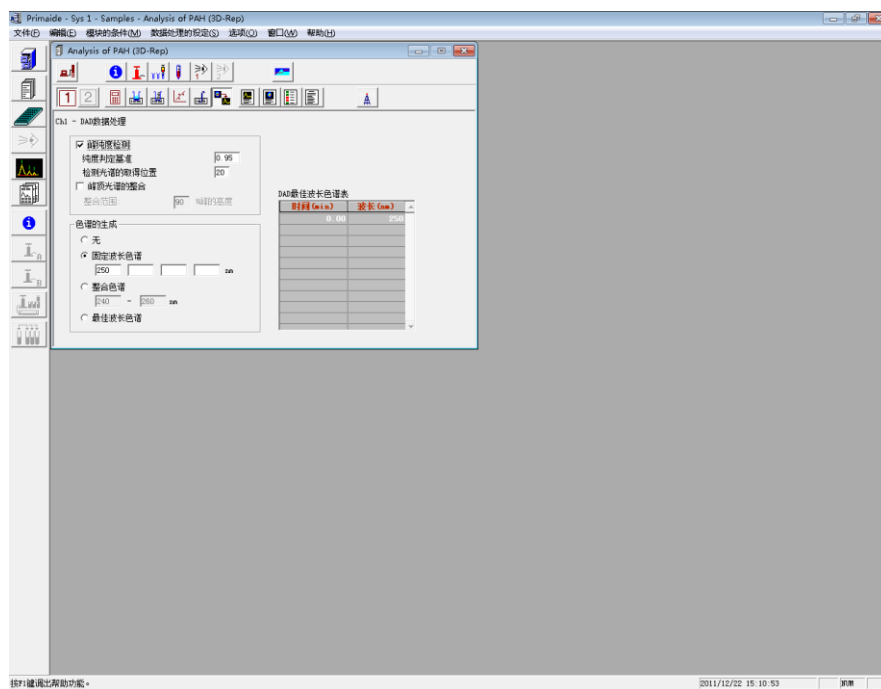 Primaide - Sys 1 - Samples - Analysis of PAH (3D-Rep)
文件(F) 编辑(E) 模块的条件(M) 数据处理的规定(S) 选项(O) 窗口(W) 帮助(H)
Analysis of PAH (3D-Rep)
1 2
Ch1 - DAD数据处理
峰纯度检测
纯度判定基准 0.95
检测光谱的取得位置 20
峰顶光谱的整合
整合范围: 90 %峰的高度
色谱的生成
无
固定波长色谱
250 nm
整合色谱
240 - 260 nm
最佳波长色谱
DAD最佳波长色谱表
时间(min) 波长(nm)
0.00 250
按F1键调出帮助功能。 2011/12/22 15:10:53 NUM